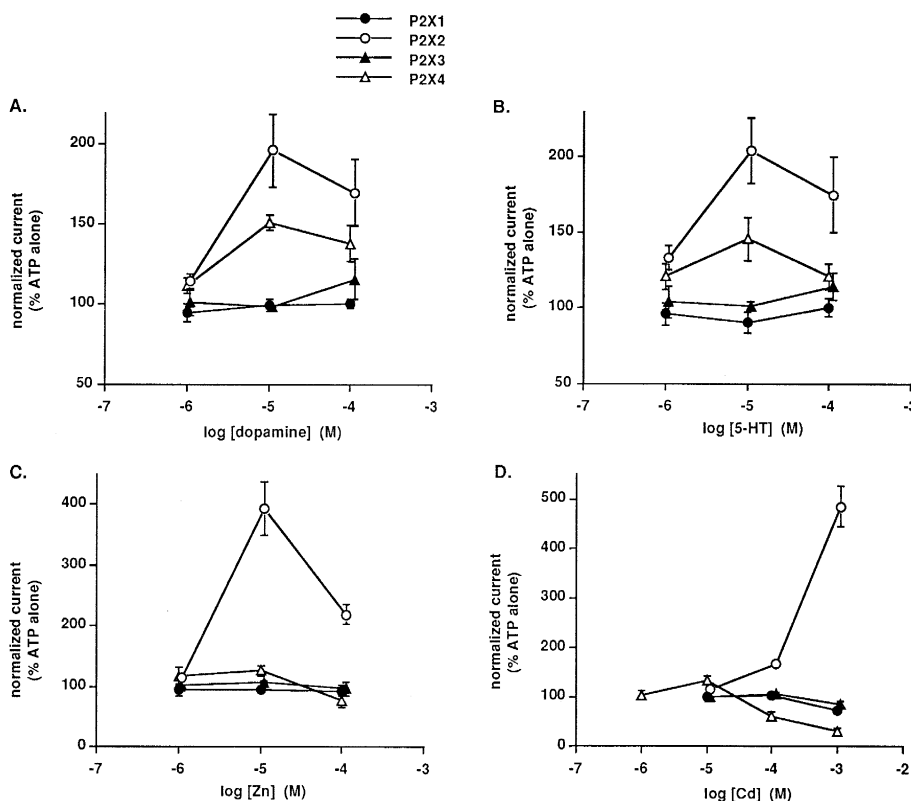 P2X1
P2X2
P2X3
P2X4
A.
normalized current
(% ATP alone)
200
150
100
50
-7 -6 -5 -4 -3
log [dopamine] (M)
B.
normalized current
(% ATP alone)
200
150
100
50
-7 -6 -5 -4 -3
log [5-HT] (M)
C.
normalized current
(% ATP alone)
400
300
200
100
0
-7 -6 -5 -4 -3
log [Zn] (M)
D.
normalized current
(% ATP alone)
500
400
300
200
100
0
-7 -6 -5 -4 -3 -2
log [Cd] (M)